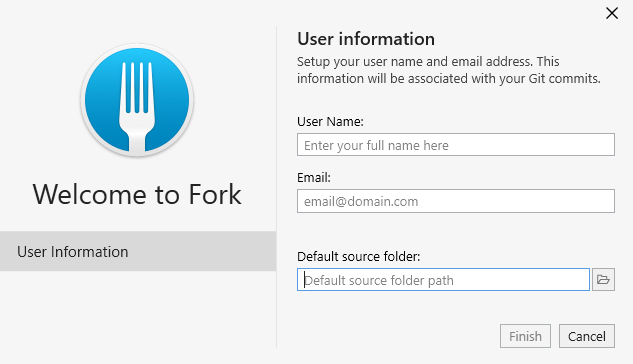 Welcome to Fork
User Information
User information
Setup your user name and email address. This
information will be associated with your Git commits.
User Name:
Enter your full name here
Email:
email@domain.com
Default source folder:
Default source folder path
Finish
Cancel